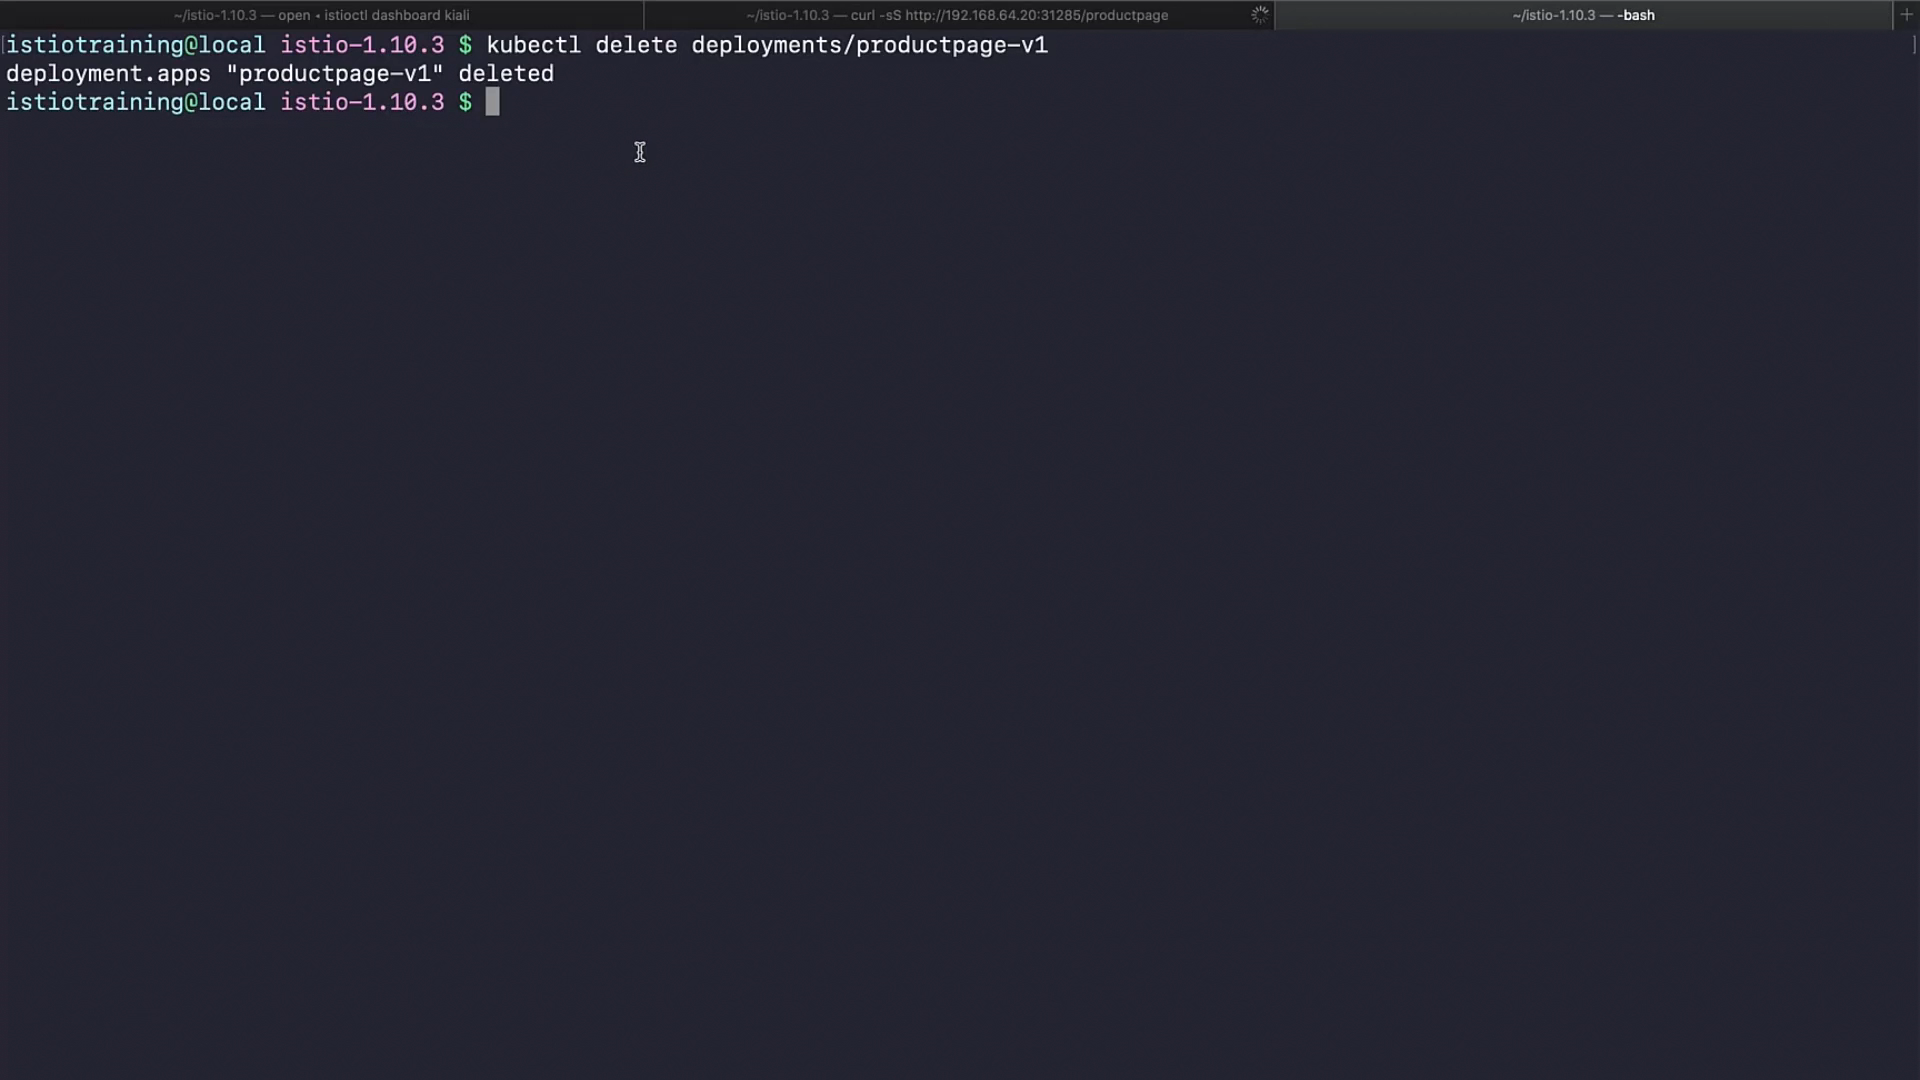 ~/istio-1.10.3 — open • istioctl dashboard kiali
~/istio-1.10.3 — curl -sS http://192.168.64.20:31285/productpage
~/istio-1.10.3 — -bash
+
[istiotraining@local istio-1.10.3 $ kubectl delete deployments/productpage-v1 ]
deployment.apps "productpage-v1" deleted
istiotraining@local istio-1.10.3 $